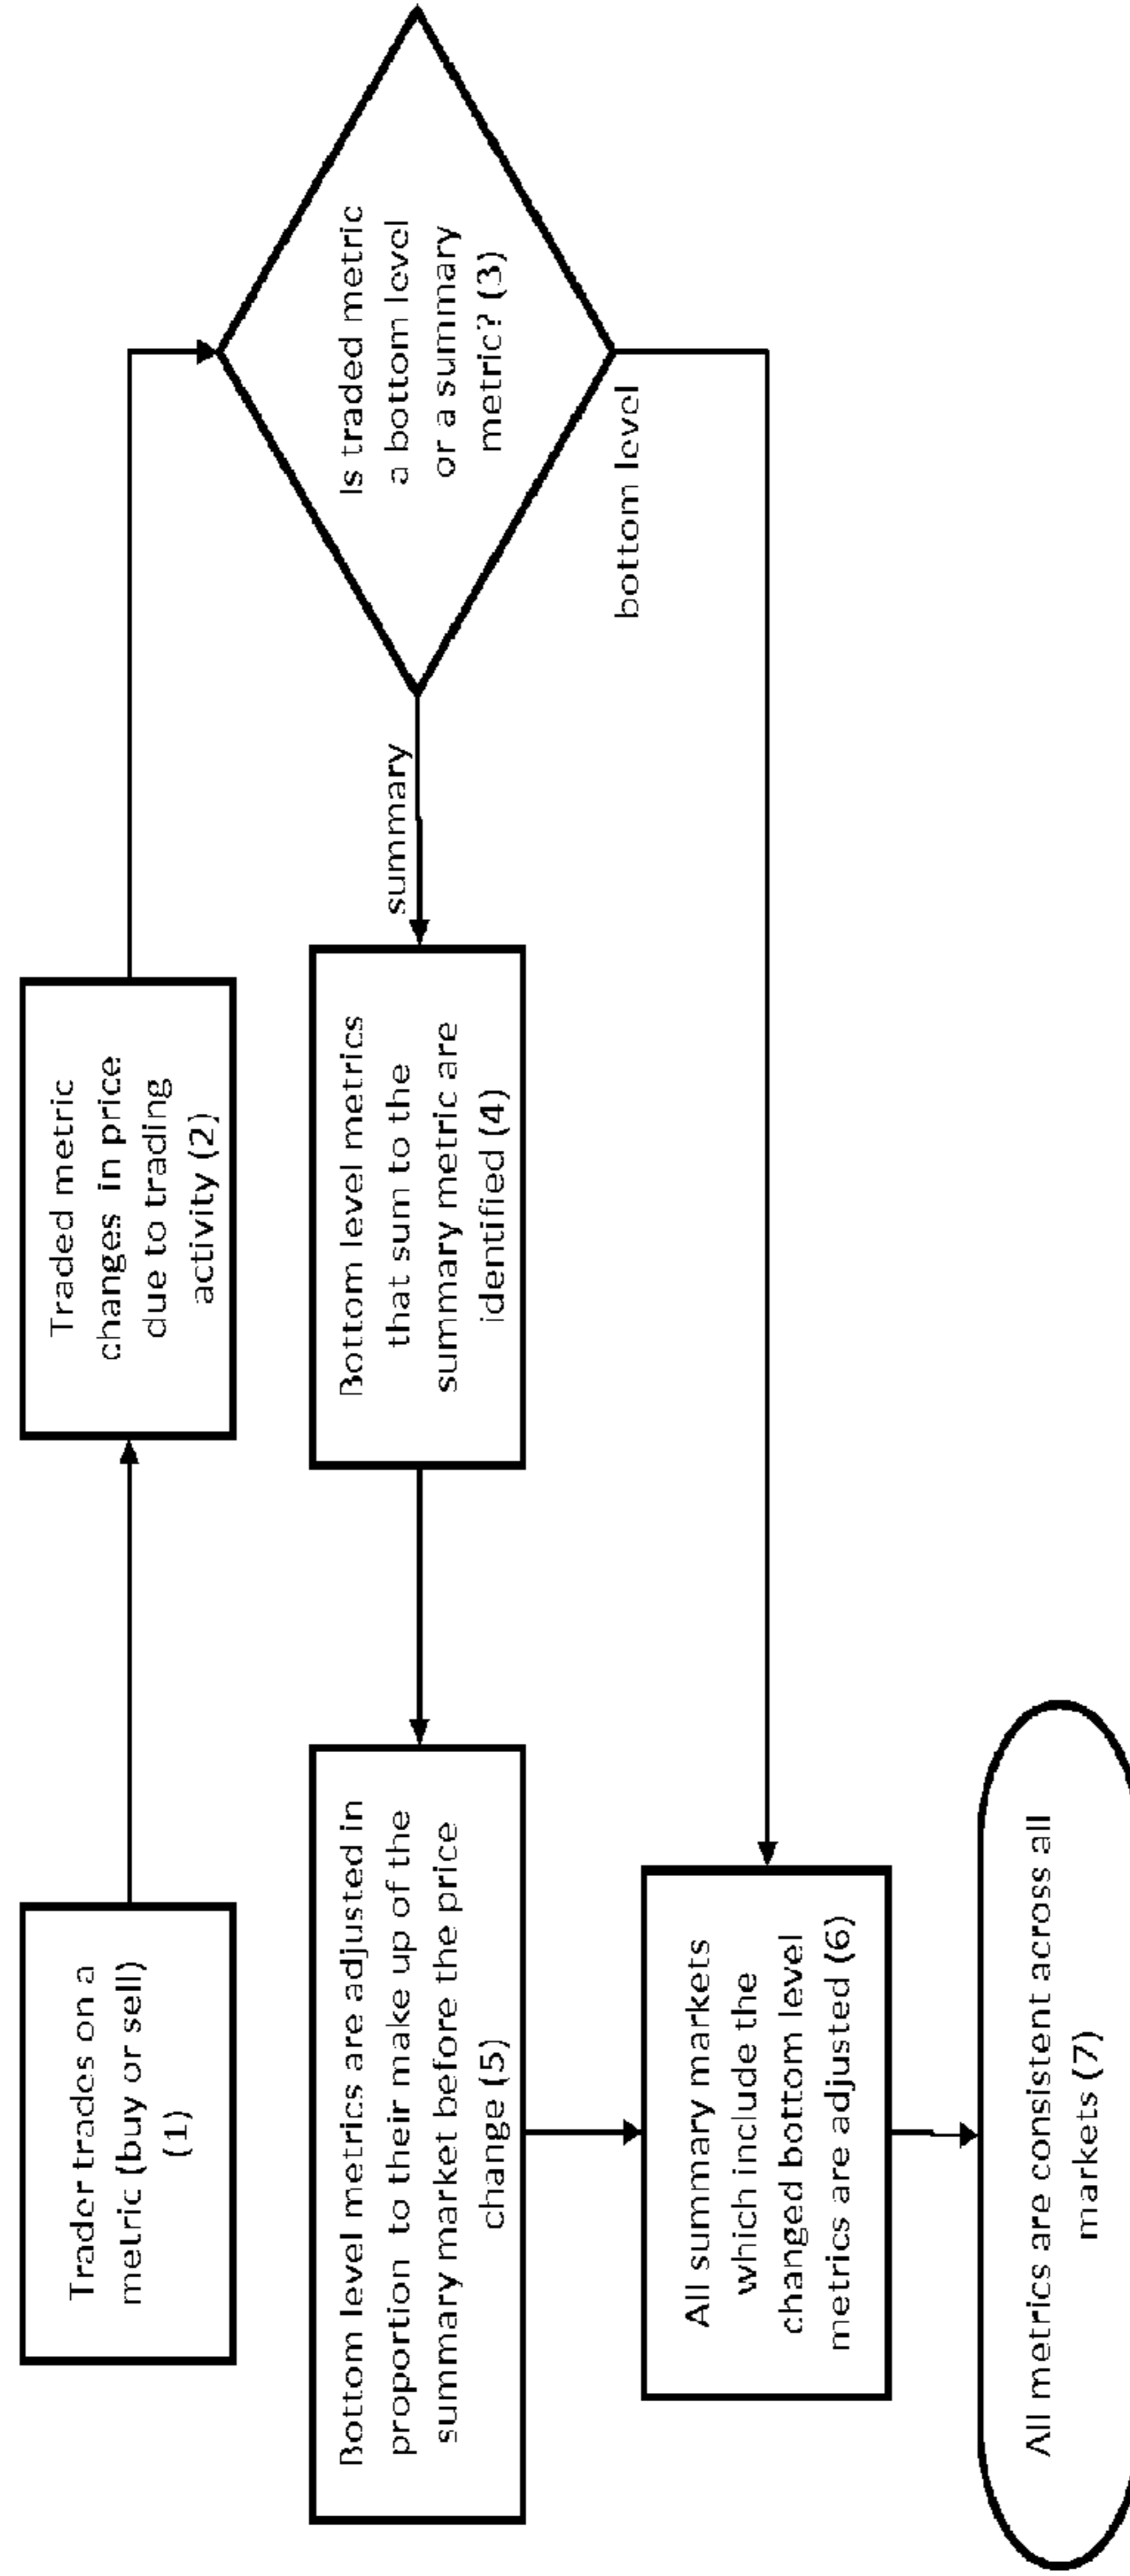 Trader trades on a
metric (buy or sell)
(1)
Traded metric
changes in price
due to trading
activity (2)
Is traded metric
a bottom level
or a summary
metric? (3)
summary
bottom level
Bottom level metrics
that sum to the
summary metric are
identified (4)
Bottom level metrics are adjusted in
proportion to their make up of the
summary market before the price
change (5)
All summary markets
which include the
changed bottom level
metrics are adjusted (6)
All metrics are consistent across all
markets (7)